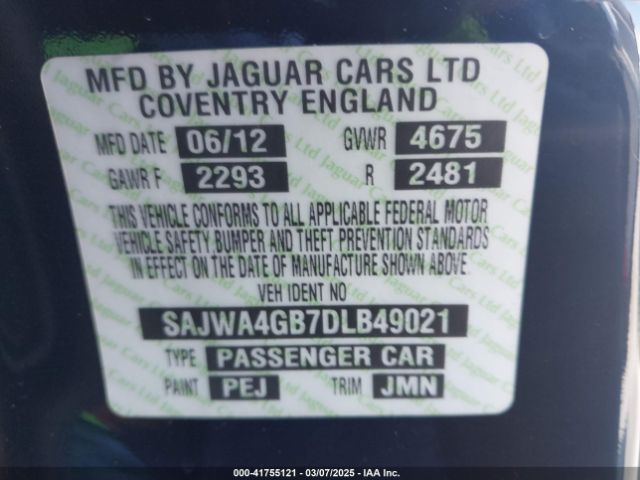 MFD BY JAGUAR CARS LTD
COVENTRY ENGLAND
MFD DATE 06/12 GVWR 4675
GAWR F 2293 R 2481
THIS VEHICLE CONFORMS TO ALL APPLICABLE FEDERAL MOTOR
VEHICLE SAFETY BUMPER AND THEFT PREVENTION STANDARDS
IN EFFECT ON THE DATE OF MANUFACTURE SHOWN ABOVE
VEH IDENT NO
SAJWA4GB7DLB49021
TYPE PASSENGER CAR
PAINT PEJ TRIM JMN
000-41755121 — 03/07/2025 — IAA Inc.